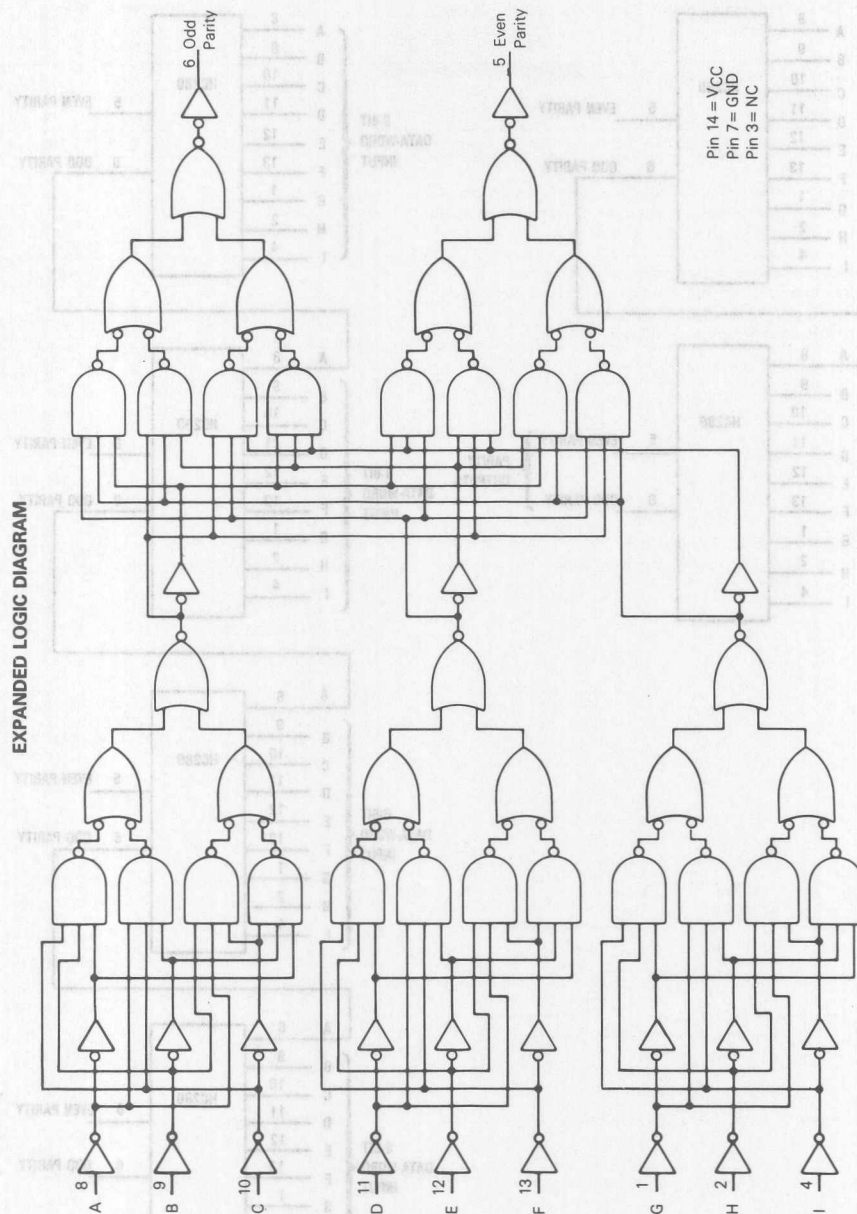 EXPANDED LOGIC DIAGRAM
6 Odd
Parity
5 Even
Parity
Pin 14 = VCC
Pin 7 = GND
Pin 3 = NC
A 8
B 9
C 10
D 11
E 12
F 13
G 1
H 2
I 4